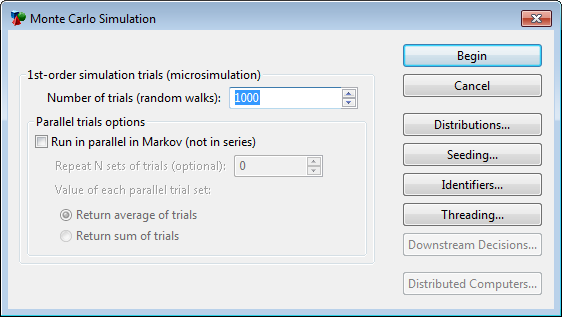 Monte Carlo Simulation
Begin
1st-order simulation trials (microsimulation)
Cancel
Number of trials (random walks): 1000
Parallel trials options
Distributions...
Run in parallel in Markov (not in series)
Seeding...
Repeat N sets of trials (optional): 0
Identifiers...
Value of each parallel trial set:
Return average of trials
Threading...
Return sum of trials
Downstream Decisions...
Distributed Computers...